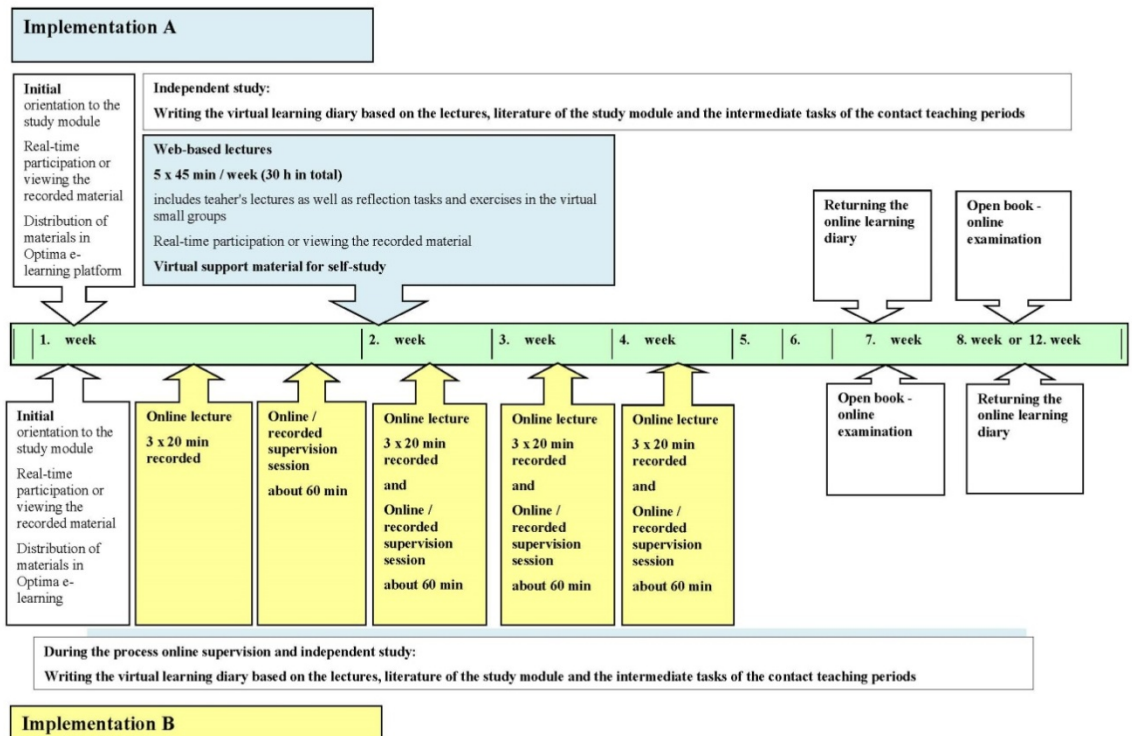 Implementation A
Initial
orientation to the
study module
Real-time
participation or
viewing the
recorded material
Distribution of
materials in
Optima e-
learning platform
Independent study:
Writing the virtual learning diary based on the lectures, literature of the study module and the intermediate tasks of the contact teaching periods
Web-based lectures
5 x 45 min / week (30 h in total)
includes teaher's lectures as well as reflection tasks and exercises in the virtual
small groups
Real-time participation or viewing the recorded material
Virtual support material for self-study
Returning the
online learning
diary
Open book -
online
examination
1. week 2. week 3. week 4. week 5. 6. 7. week 8. week or 12. week
Initial
orientation to the
study module
Real-time
participation or
viewing the
recorded material
Distribution of
materials in
Optima e-
learning
Online lecture
3 x 20 min
recorded
Online /
recorded
supervision
session
about 60 min
Online lecture
3 x 20 min
recorded
and
Online /
recorded
supervision
session
about 60 min
Online lecture
3 x 20 min
recorded
and
Online /
recorded
supervision
session
about 60 min
Online lecture
3 x 20 min
recorded
and
Online /
recorded
supervision
session
about 60 min
Open book -
online
examination
Returning the
online learning
diary
During the process online supervision and independent study:
Writing the virtual learning diary based on the lectures, literature of the study module and the intermediate tasks of the contact teaching periods
Implementation B